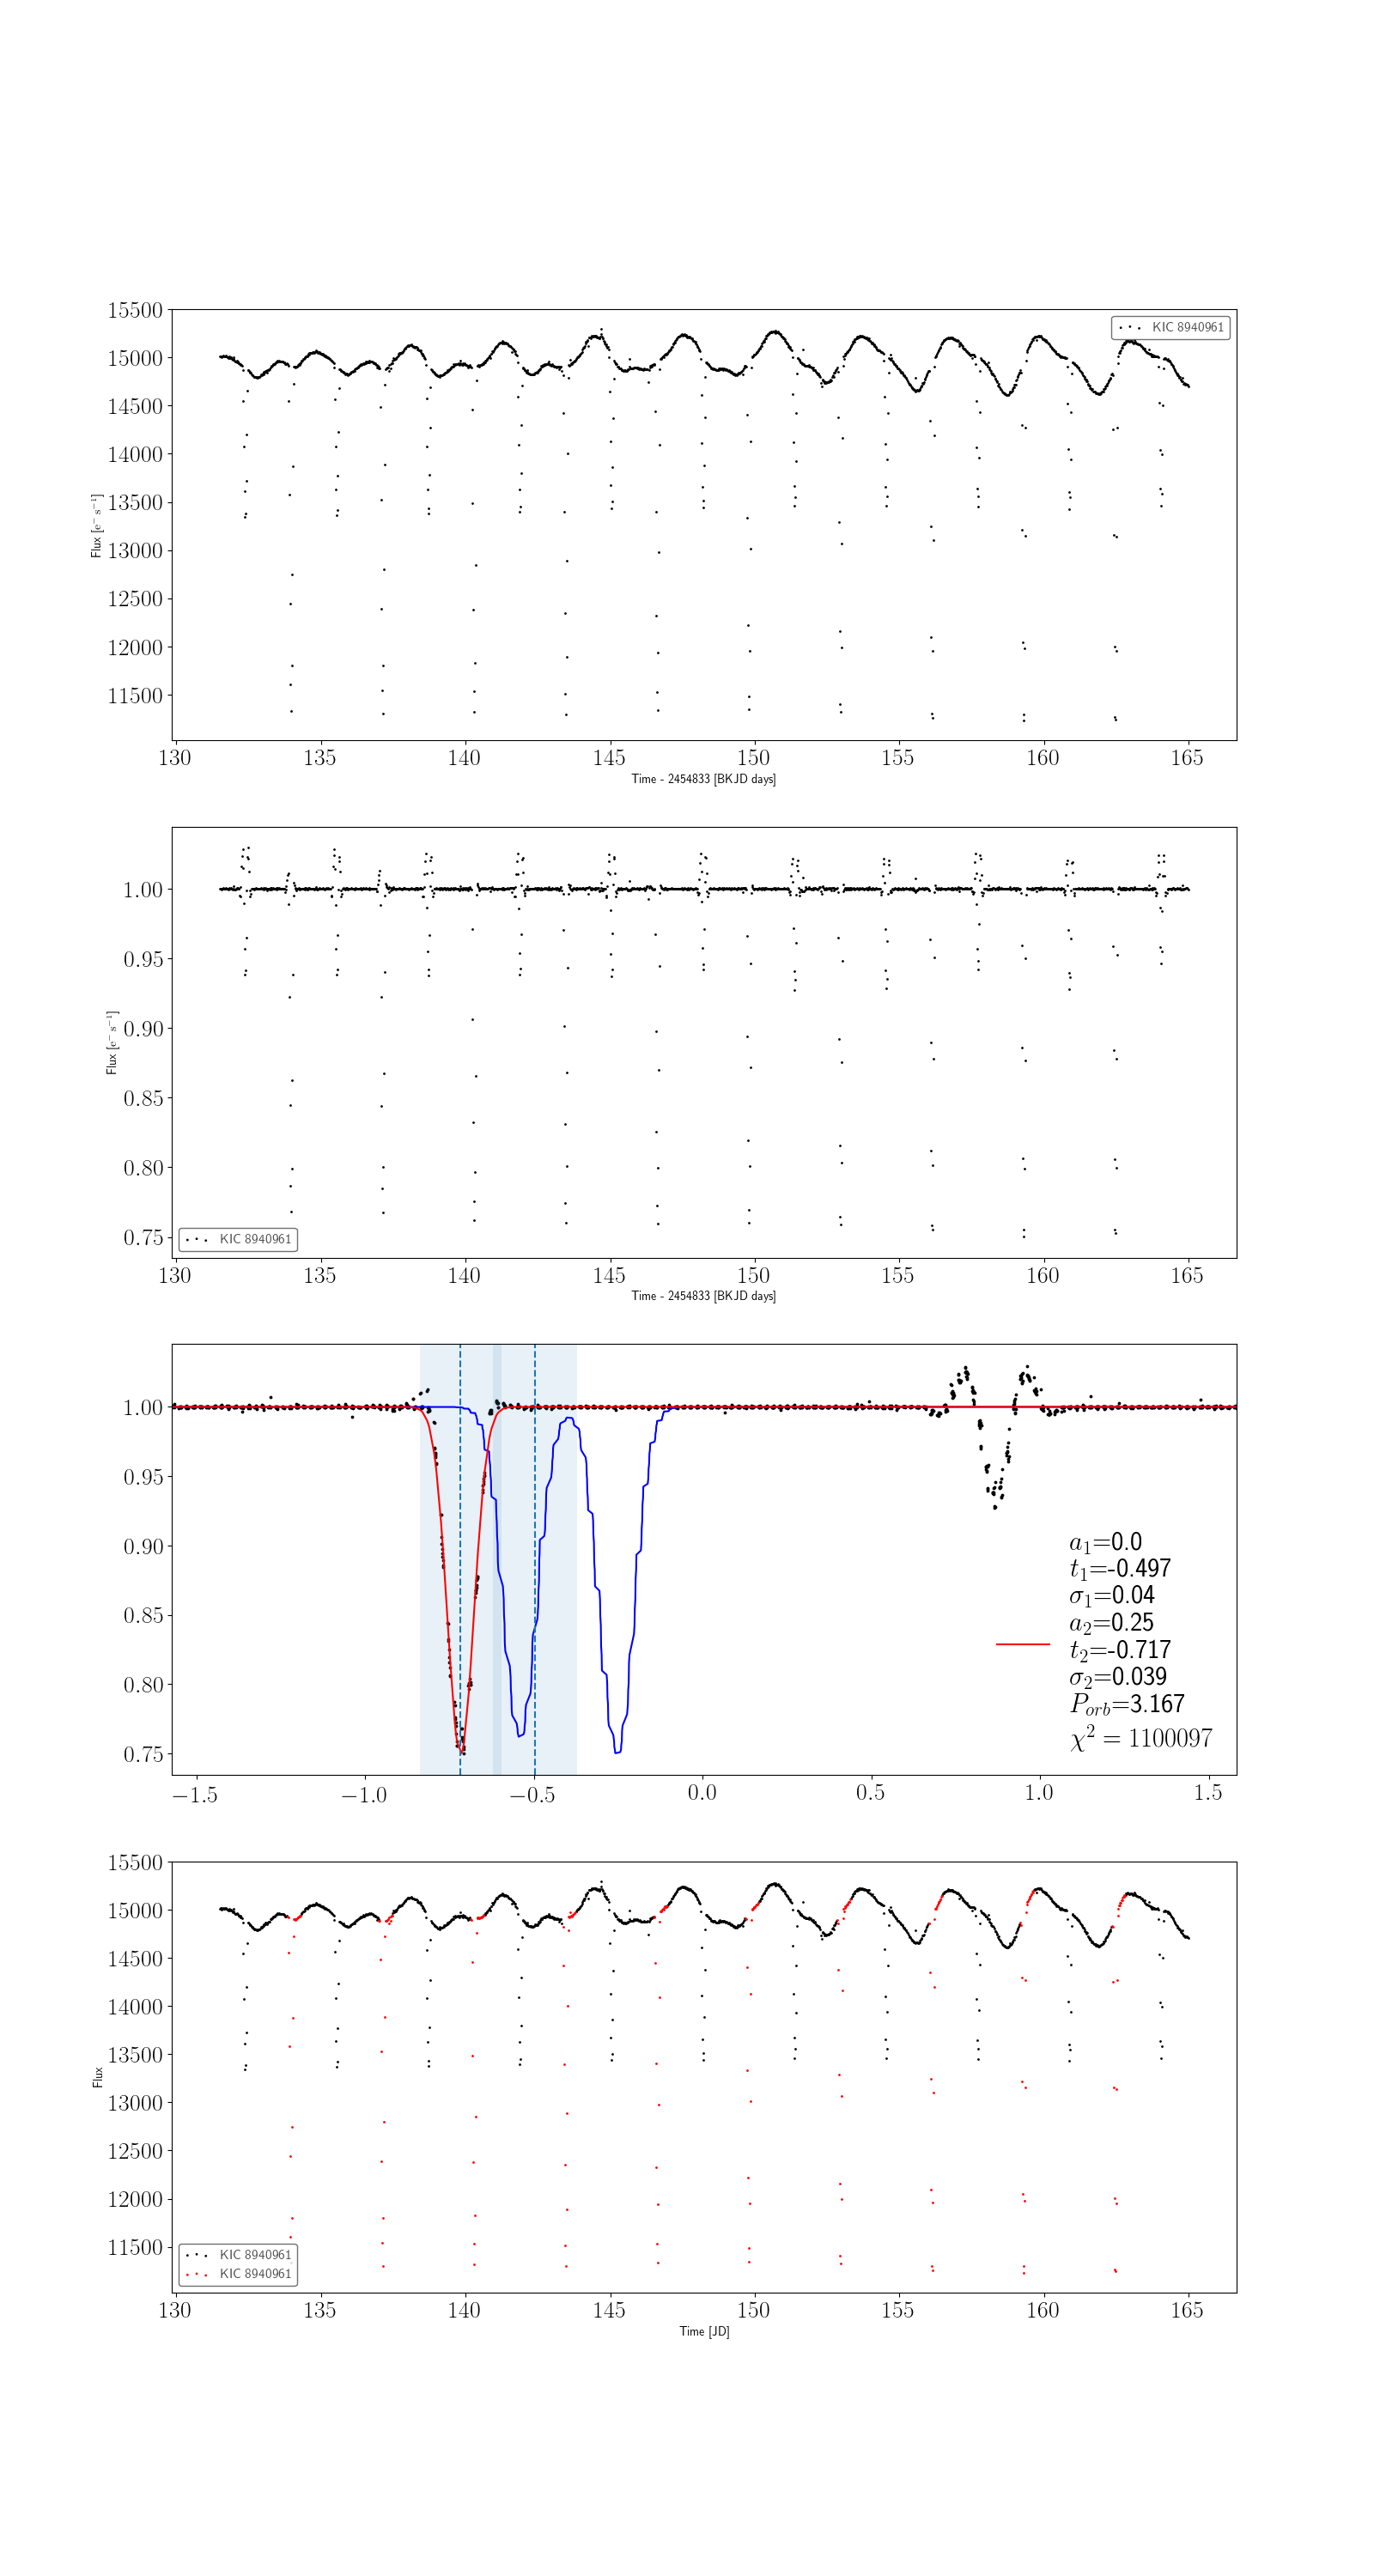 15500
15000
14500
14000
13500
13000
12500
12000
11500
Flux [e⁻ s⁻¹]
KIC 8940961
130 135 140 145 150 155 160 165
Time - 2454833 [BKJD days]
1.00
0.95
0.90
0.85
0.80
0.75
Flux [e⁻ s⁻¹]
KIC 8940961
130 135 140 145 150 155 160 165
Time - 2454833 [BKJD days]
1.00
0.95
0.90
0.85
0.80
0.75
a₁=0.0
t₁=-0.497
σ₁=0.04
a₂=0.25
t₂=-0.717
σ₂=0.039
P_orb=3.167
χ² = 1100097
−1.5 −1.0 −0.5 0.0 0.5 1.0 1.5
15500
15000
14500
14000
13500
13000
12500
12000
11500
Flux
KIC 8940961
KIC 8940961
130 135 140 145 150 155 160 165
Time [JD]